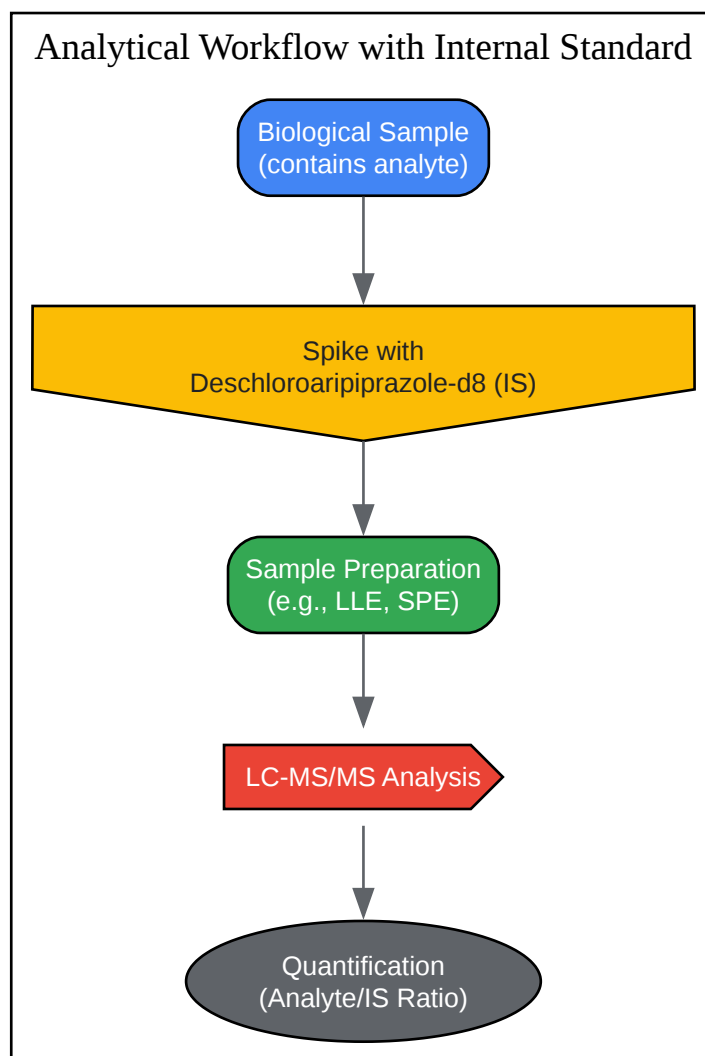 Analytical Workflow with Internal Standard
Biological Sample
(contains analyte)
Spike with
Deschloroaripiprazole-d8 (IS)
Sample Preparation
(e.g., LLE, SPE)
LC-MS/MS Analysis
Quantification
(Analyte/IS Ratio)